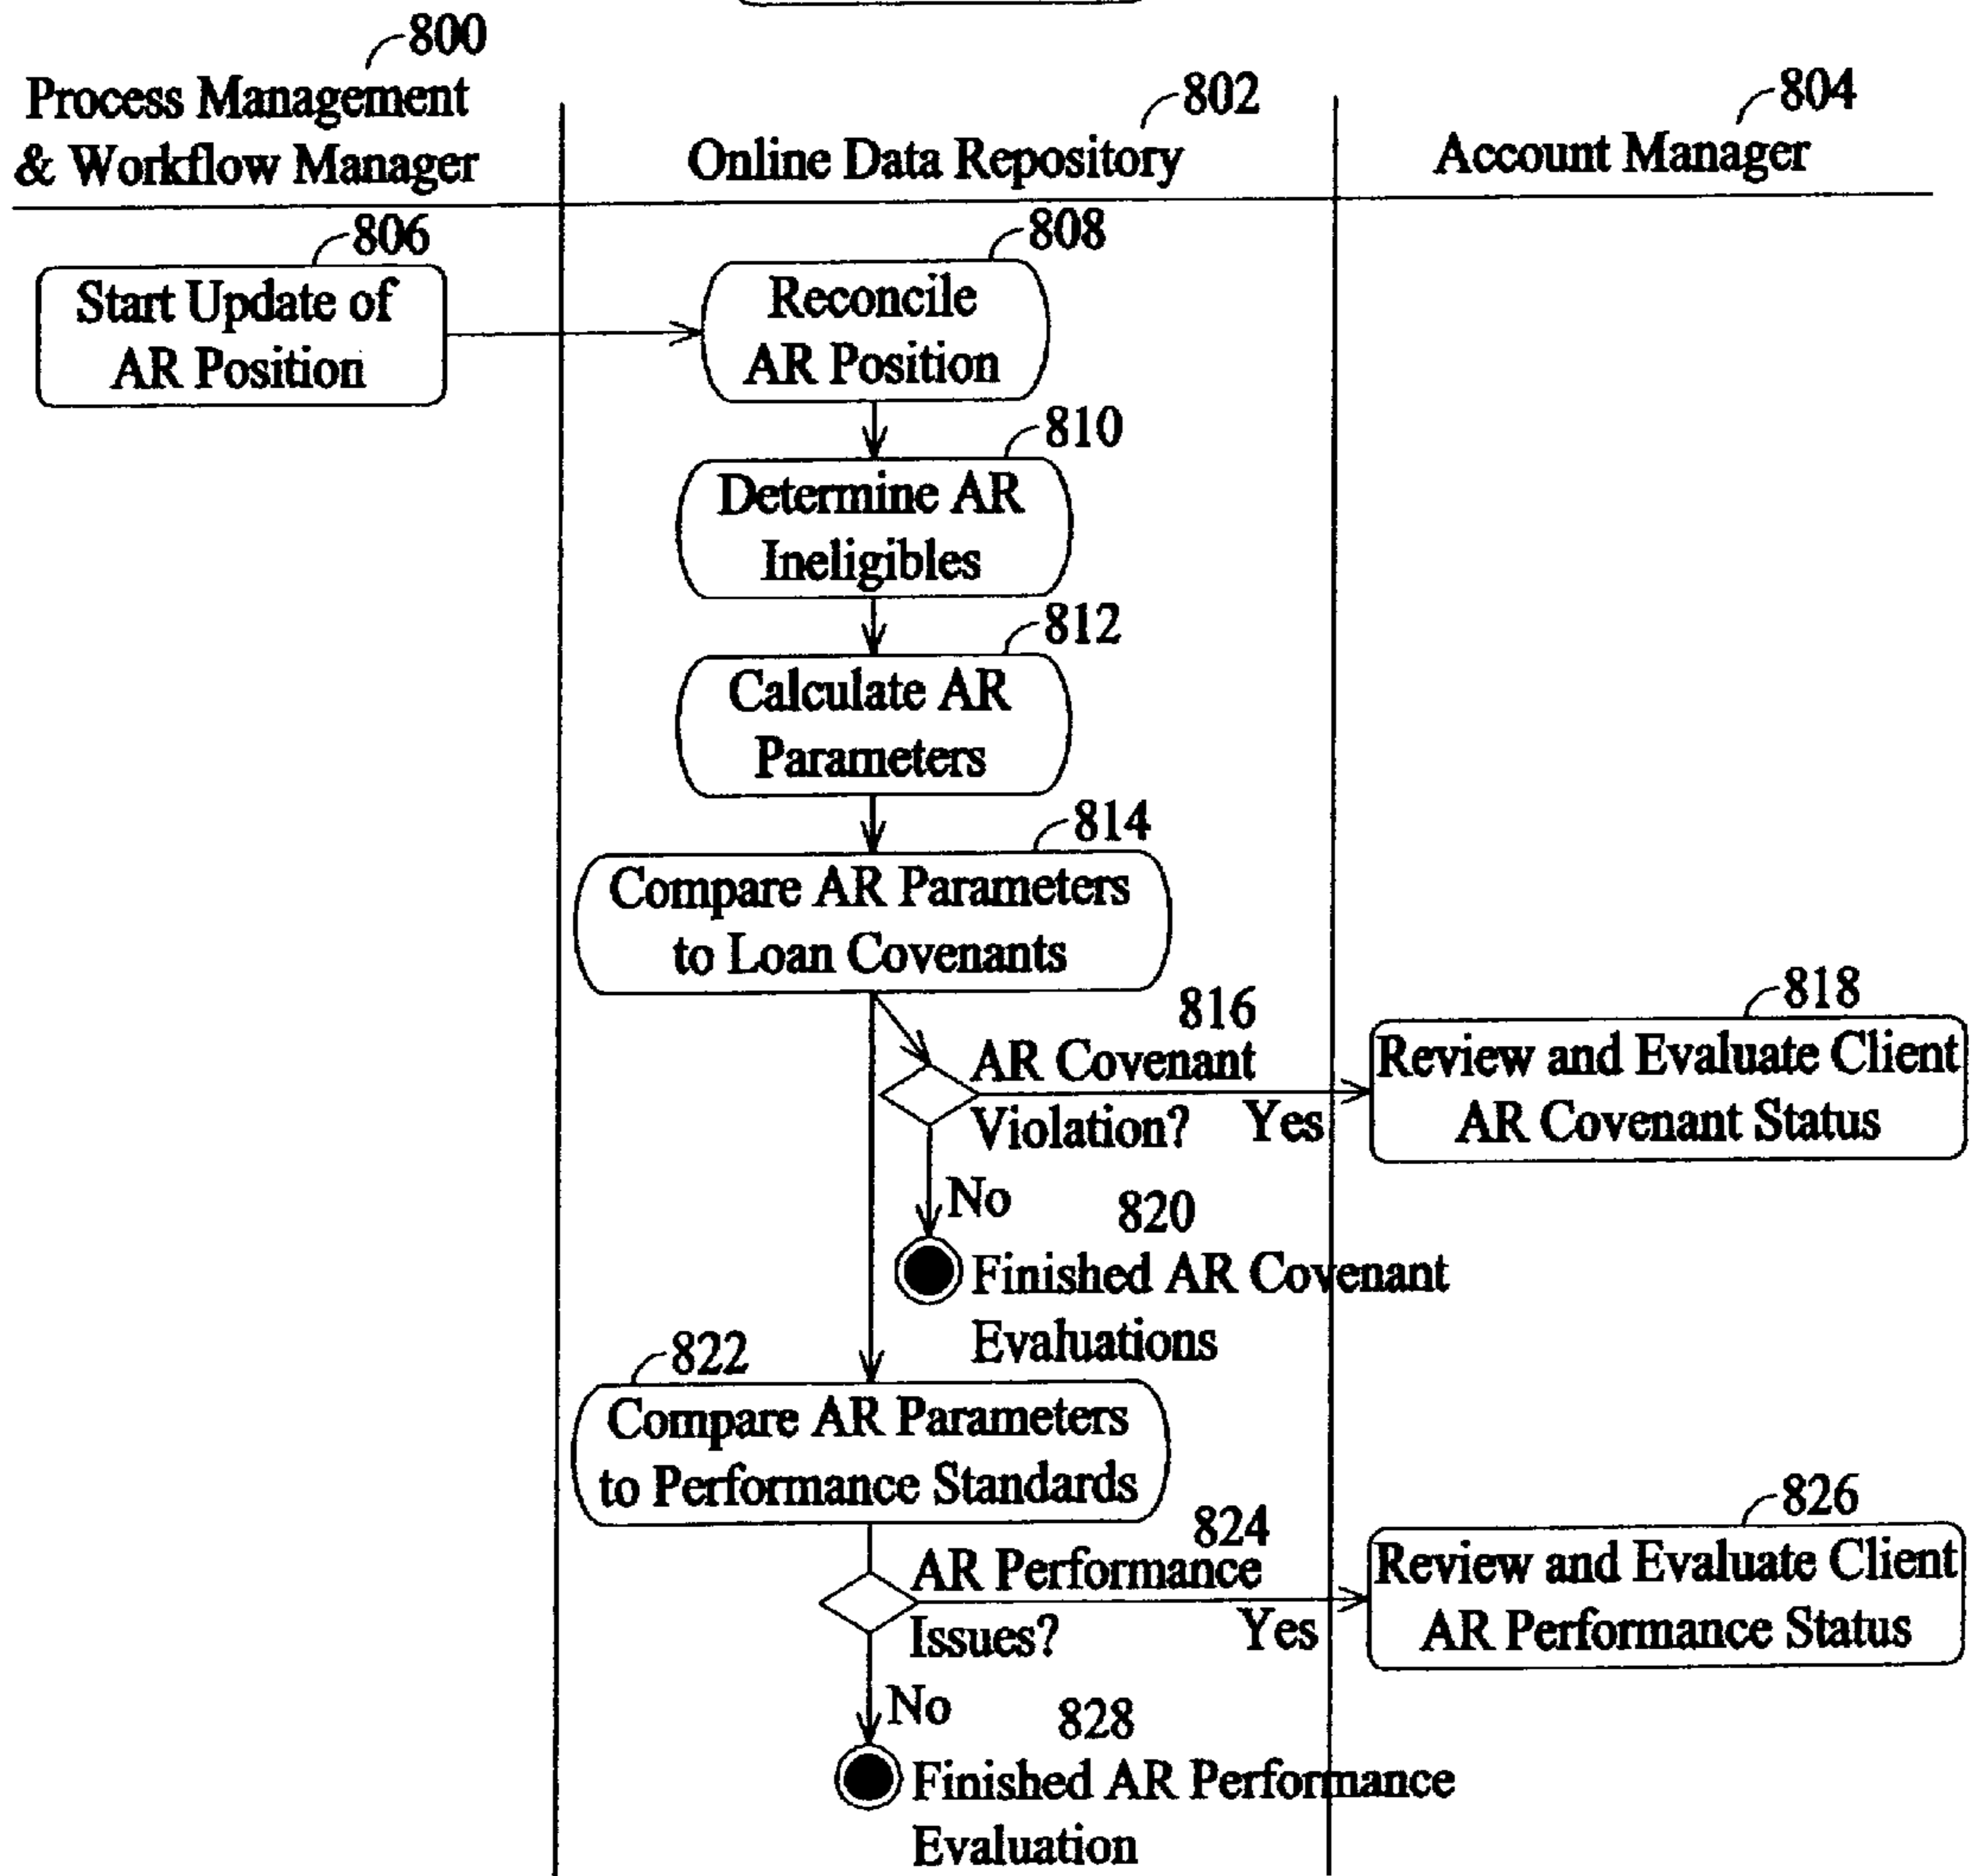 800
Process Management
& Workflow Manager
802
Online Data Repository
804
Account Manager
806
Start Update of
AR Position
808
Reconcile
AR Position
810
Determine AR
Ineligibles
812
Calculate AR
Parameters
814
Compare AR Parameters
to Loan Covenants
816
AR Covenant
Violation?
Yes
818
Review and Evaluate Client
AR Covenant Status
No
820
Finished AR Covenant
Evaluations
822
Compare AR Parameters
to Performance Standards
824
AR Performance
Issues?
Yes
826
Review and Evaluate Client
AR Performance Status
No
828
Finished AR Performance
Evaluation